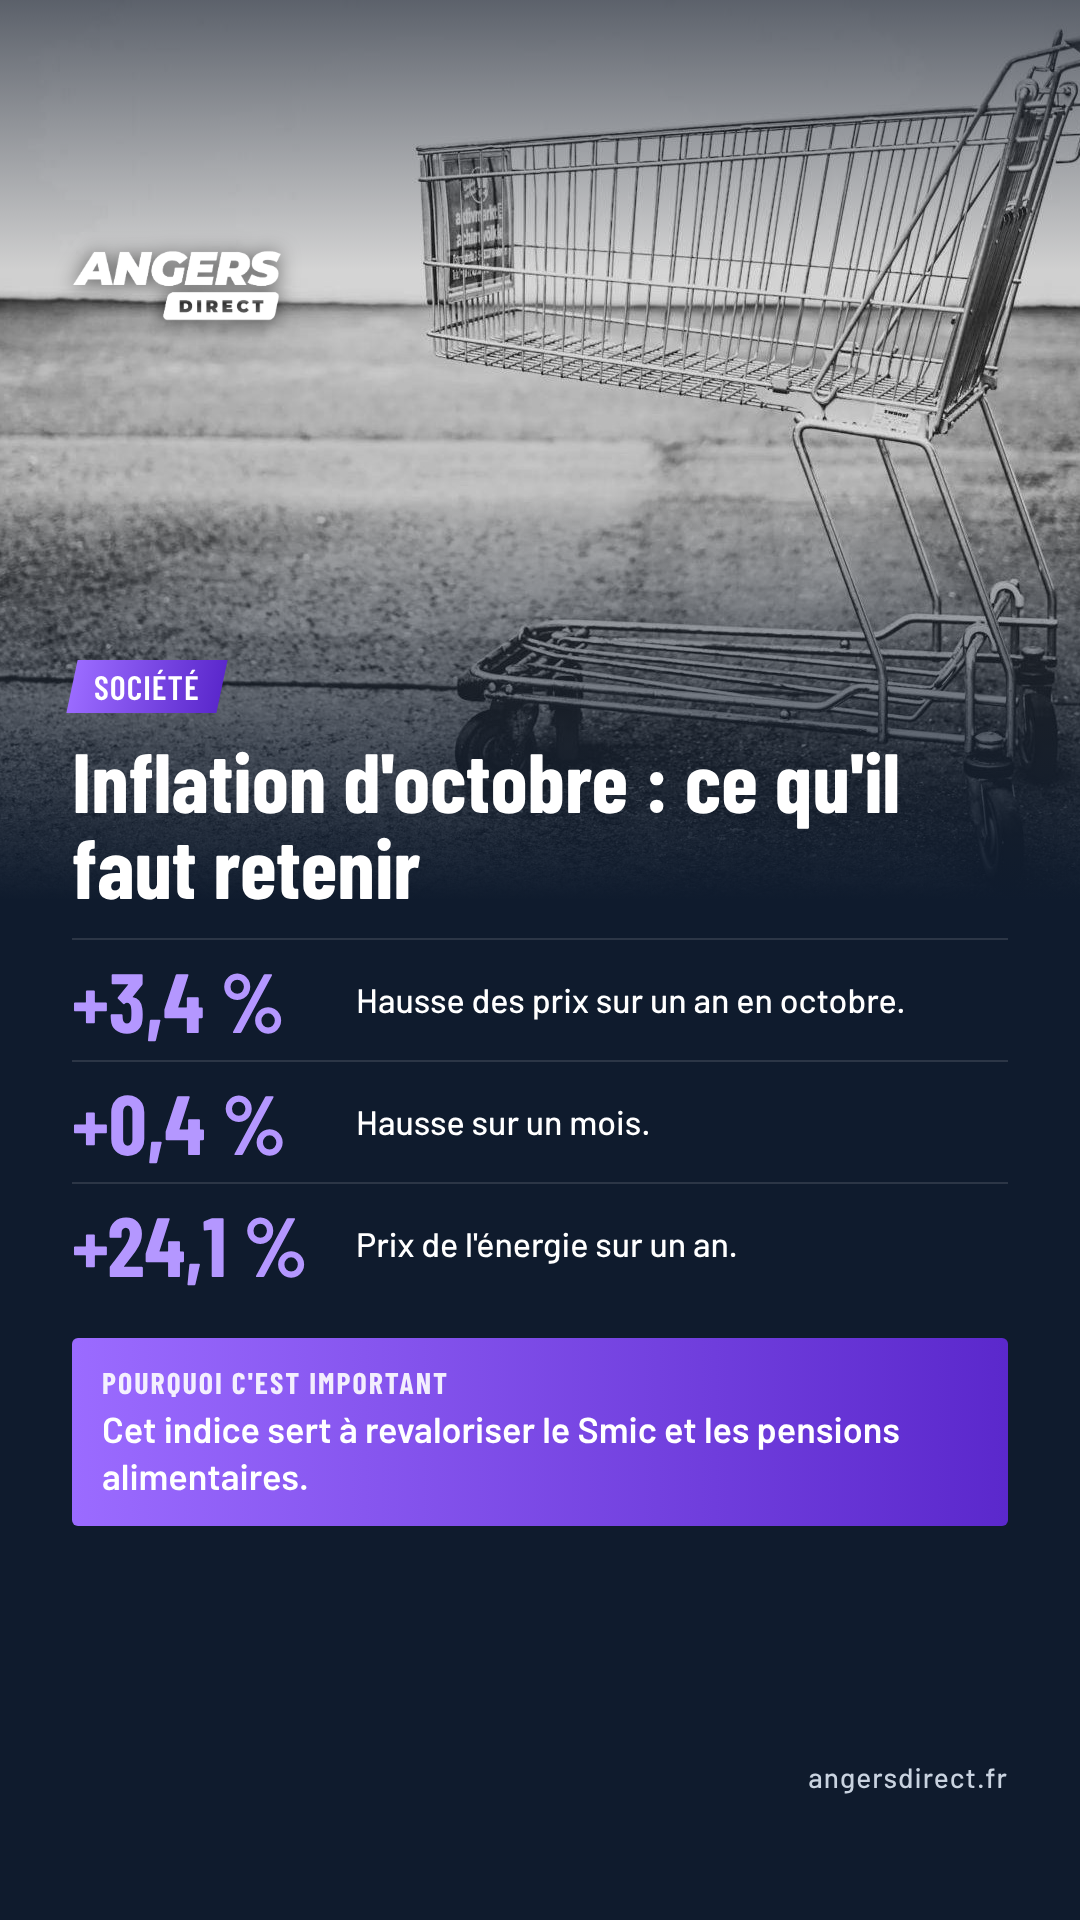 ANGERS
DIRECT
SOCIÉTÉ
Inflation d'octobre : ce qu'il
faut retenir
+3,4 %
Hausse des prix sur un an en octobre.
+0,4 %
Hausse sur un mois.
+24,1 %
Prix de l'énergie sur un an.
POURQUOI C'EST IMPORTANT
Cet indice sert à revaloriser le Smic et les pensions
alimentaires.
angersdirect.fr